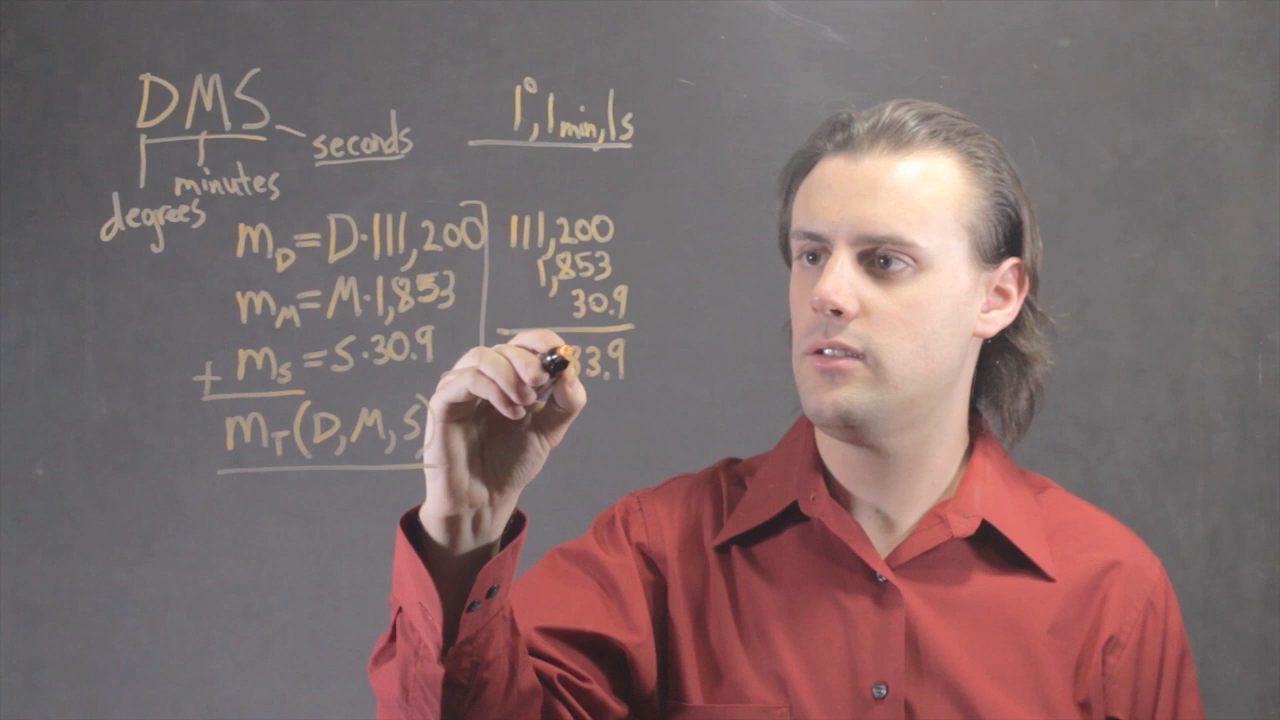 DMS
seconds
minutes
degrees
1°, 1min, 1s
m_D = D·111,200
m_M = M·1,853
+ m_S = S·30.9
m_T(D,M,S)
111,200
1,853
30.9
83.9